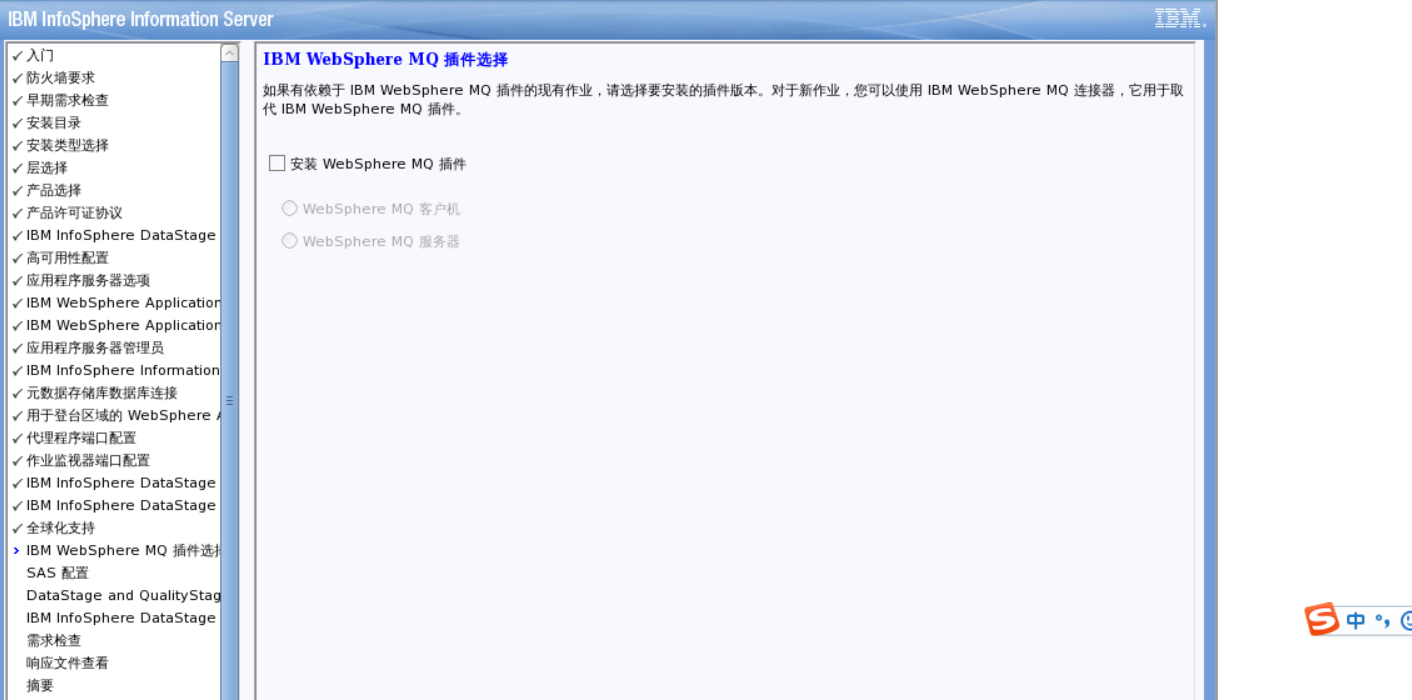 IBM InfoSphere Information Server
IBM.
入门
防火墙要求
早期需求检查
安装目录
安装类型选择
层选择
产品选择
产品许可证协议
IBM InfoSphere DataStage
高可用性配置
应用程序服务器选项
IBM WebSphere Application
IBM WebSphere Application
应用程序服务器管理员
IBM InfoSphere Information
元数据存储库数据库连接
用于登台区域的 WebSphere A
代理程序端口配置
作业监视器端口配置
IBM InfoSphere DataStage
IBM InfoSphere DataStage
全球化支持
IBM WebSphere MQ 插件选择
SAS 配置
DataStage and QualityStag
IBM InfoSphere DataStage
需求检查
响应文件查看
摘要
IBM WebSphere MQ 插件选择
如果有依赖于 IBM WebSphere MQ 插件的现有作业，请选择要安装的插件版本。对于新作业，您可以使用 IBM WebSphere MQ 连接器，它用于取
代 IBM WebSphere MQ 插件。
安装 WebSphere MQ 插件
WebSphere MQ 客户机
WebSphere MQ 服务器
S 中 °,